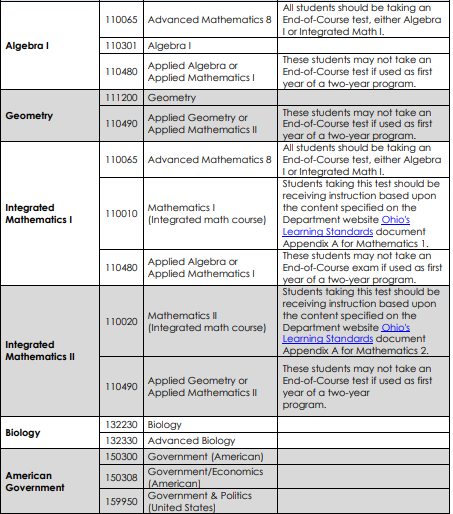 Algebra I
110065 Advanced Mathematics 8
All students should be taking an
End-of-Course test, either Algebra
I or Integrated Math I.
110301 Algebra I
110480 Applied Algebra or
Applied Mathematics I
These students may not take an
End-of-Course test if used as first
year of a two-year program.
Geometry
111200 Geometry
110490 Applied Geometry or
Applied Mathematics II
These students may not take an
End-of-Course test if used as first
year of a two-year program.
Integrated
Mathematics I
110065 Advanced Mathematics 8
All students should be taking an
End-of-Course test, either Algebra
I or Integrated Math I.
110010 Mathematics I
(Integrated math course)
Students taking this test should be
receiving instruction based upon
the content specified on the
Department website Ohio's
Learning Standards document
Appendix A for Mathematics 1.
110480 Applied Algebra or
Applied Mathematics I
These students may not take an
End-of-Course exam if used as first
year of a two-year program.
Integrated
Mathematics II
110020 Mathematics II
(Integrated math course)
Students taking this test should be
receiving instruction based upon
the content specified on the
Department website Ohio's
Learning Standards document
Appendix A for Mathematics 2.
110490 Applied Geometry or
Applied Mathematics II
These students may not take an
End-of-Course test if used as first
year of a two-year
program.
Biology
132230 Biology
132330 Advanced Biology
American
Government
150300 Government (American)
150308 Government/Economics
(American)
159950 Government & Politics
(United States)